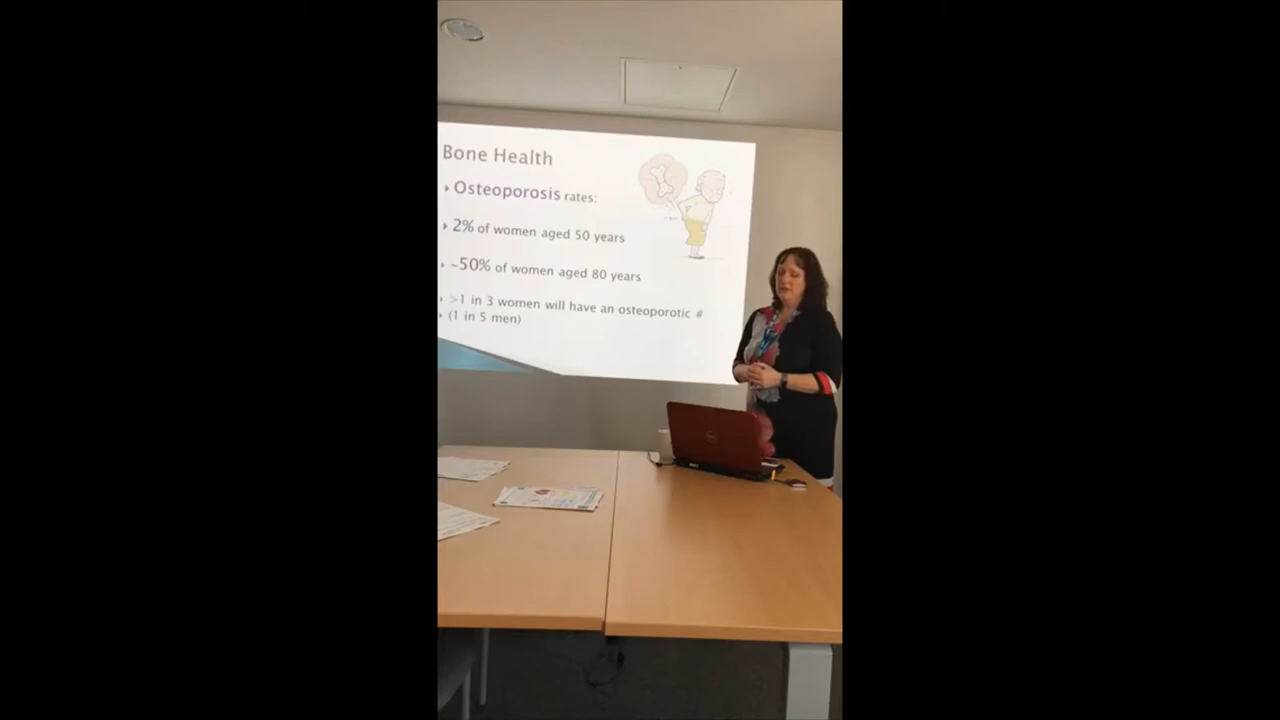 Bone Health
Osteoporosis rates:
2% of women aged 50 years
~50% of women aged 80 years
>1 in 3 women will have an osteoporotic #
(1 in 5 men)